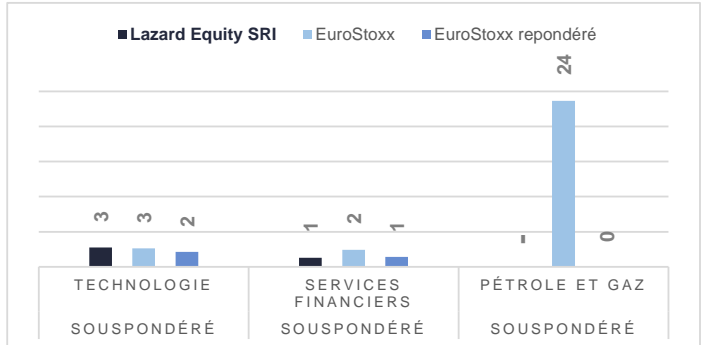 Lazard Equity SRI EuroStoxx EuroStoxx repondéré
3 3 2 1 2 1 - 24 0
TECHNOLOGIE SERVICES FINANCIERS PÉTROLE ET GAZ
SOUSPONDÉRÉ SOUSPONDÉRÉ SOUSPONDÉRÉ